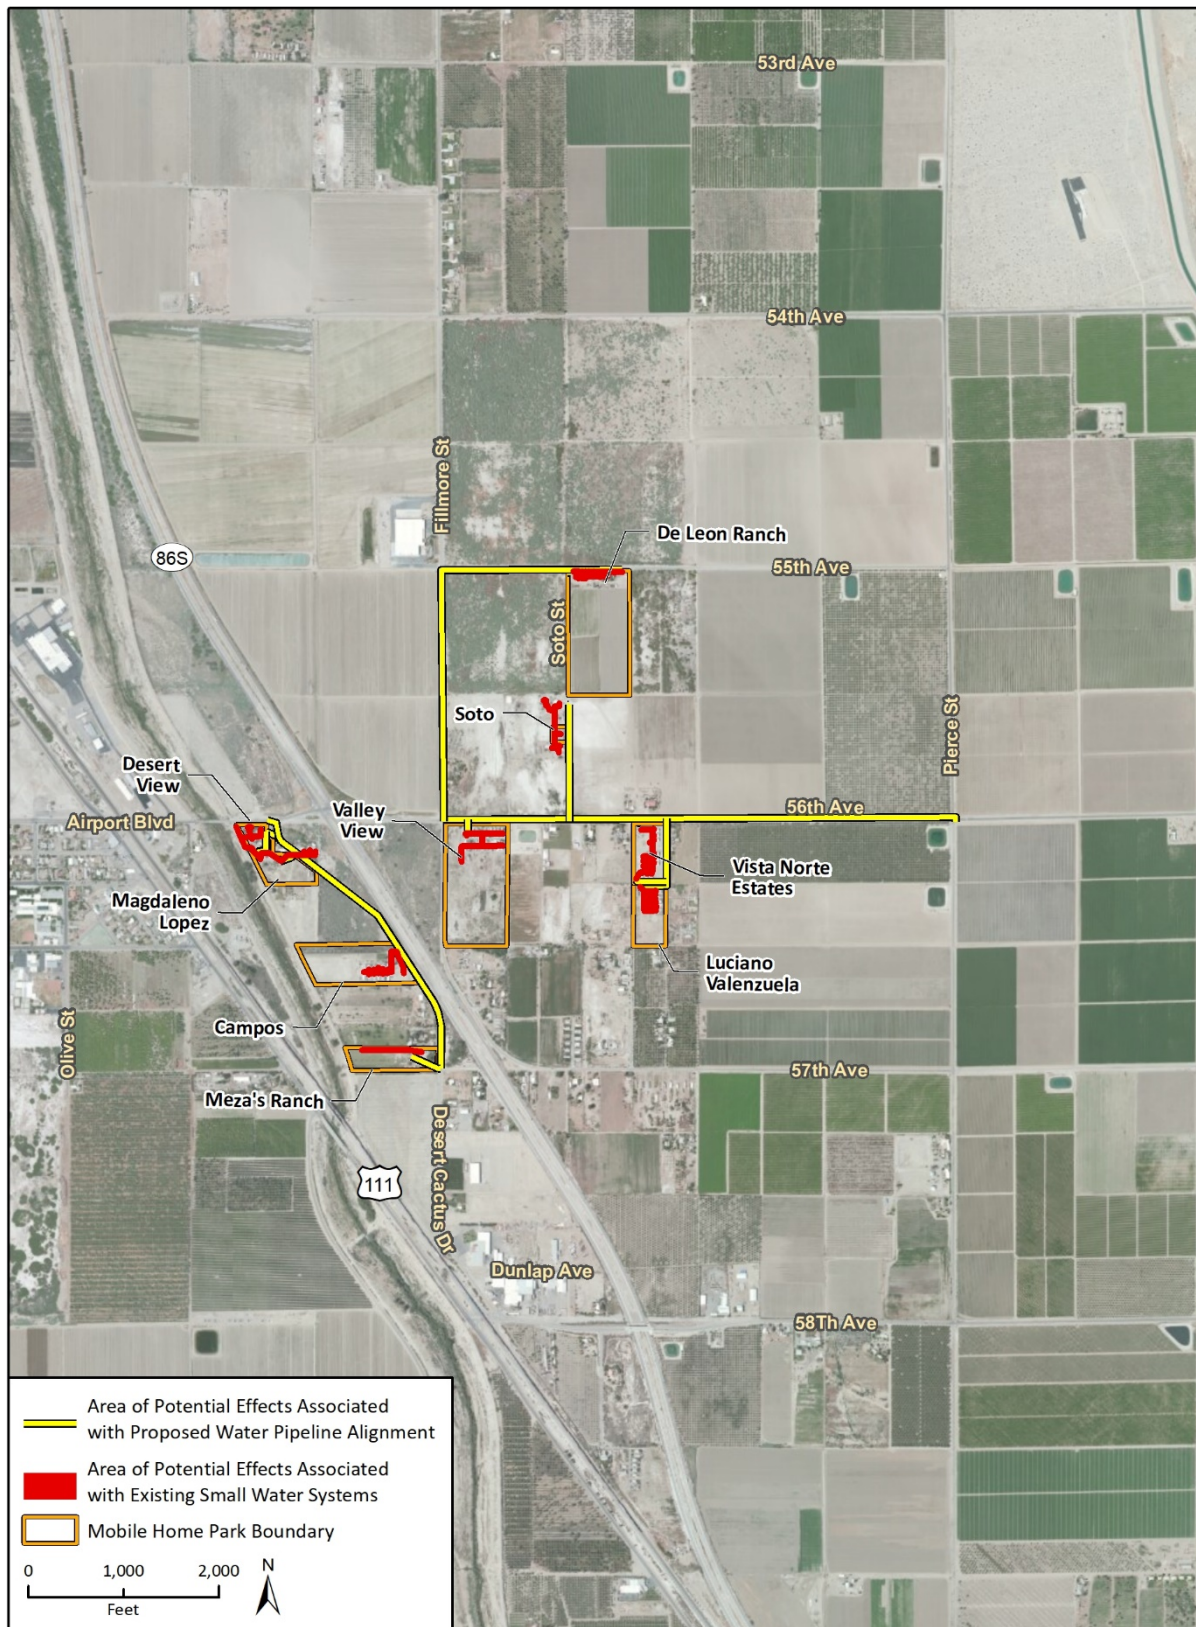 53rd Ave
54th Ave
Fillmore St
De Leon Ranch
86S
55th Ave
Soto St
Soto
Pierce St
Desert
View
Valley
View
56th Ave
Airport Blvd
Vista Norte
Estates
Magdaleno
Lopez
Luciano
Valenzuela
Campos
Olive St
57th Ave
Meza's Ranch
Desert Cactus Dr
111
Dunlap Ave
58Th Ave
Area of Potential Effects Associated
with Proposed Water Pipeline Alignment
Area of Potential Effects Associated
with Existing Small Water Systems
Mobile Home Park Boundary
0 1,000 2,000
N
Feet